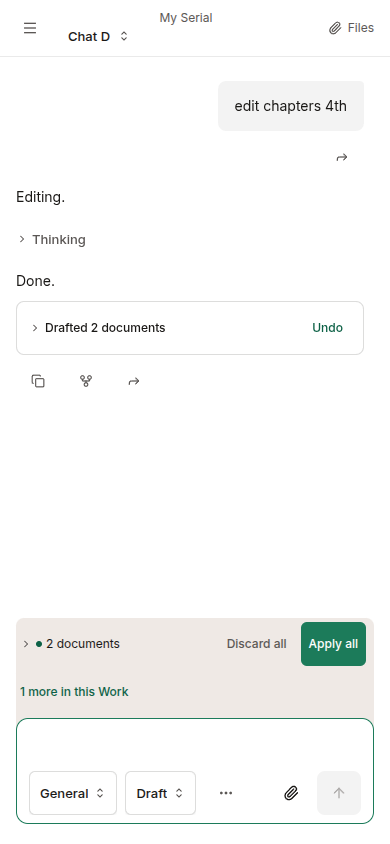 My Serial
Chat D
Files
edit chapters 4th
Editing.
Thinking
Done.
Drafted 2 documents
Undo
2 documents
Discard all
Apply all
1 more in this Work
General
Draft